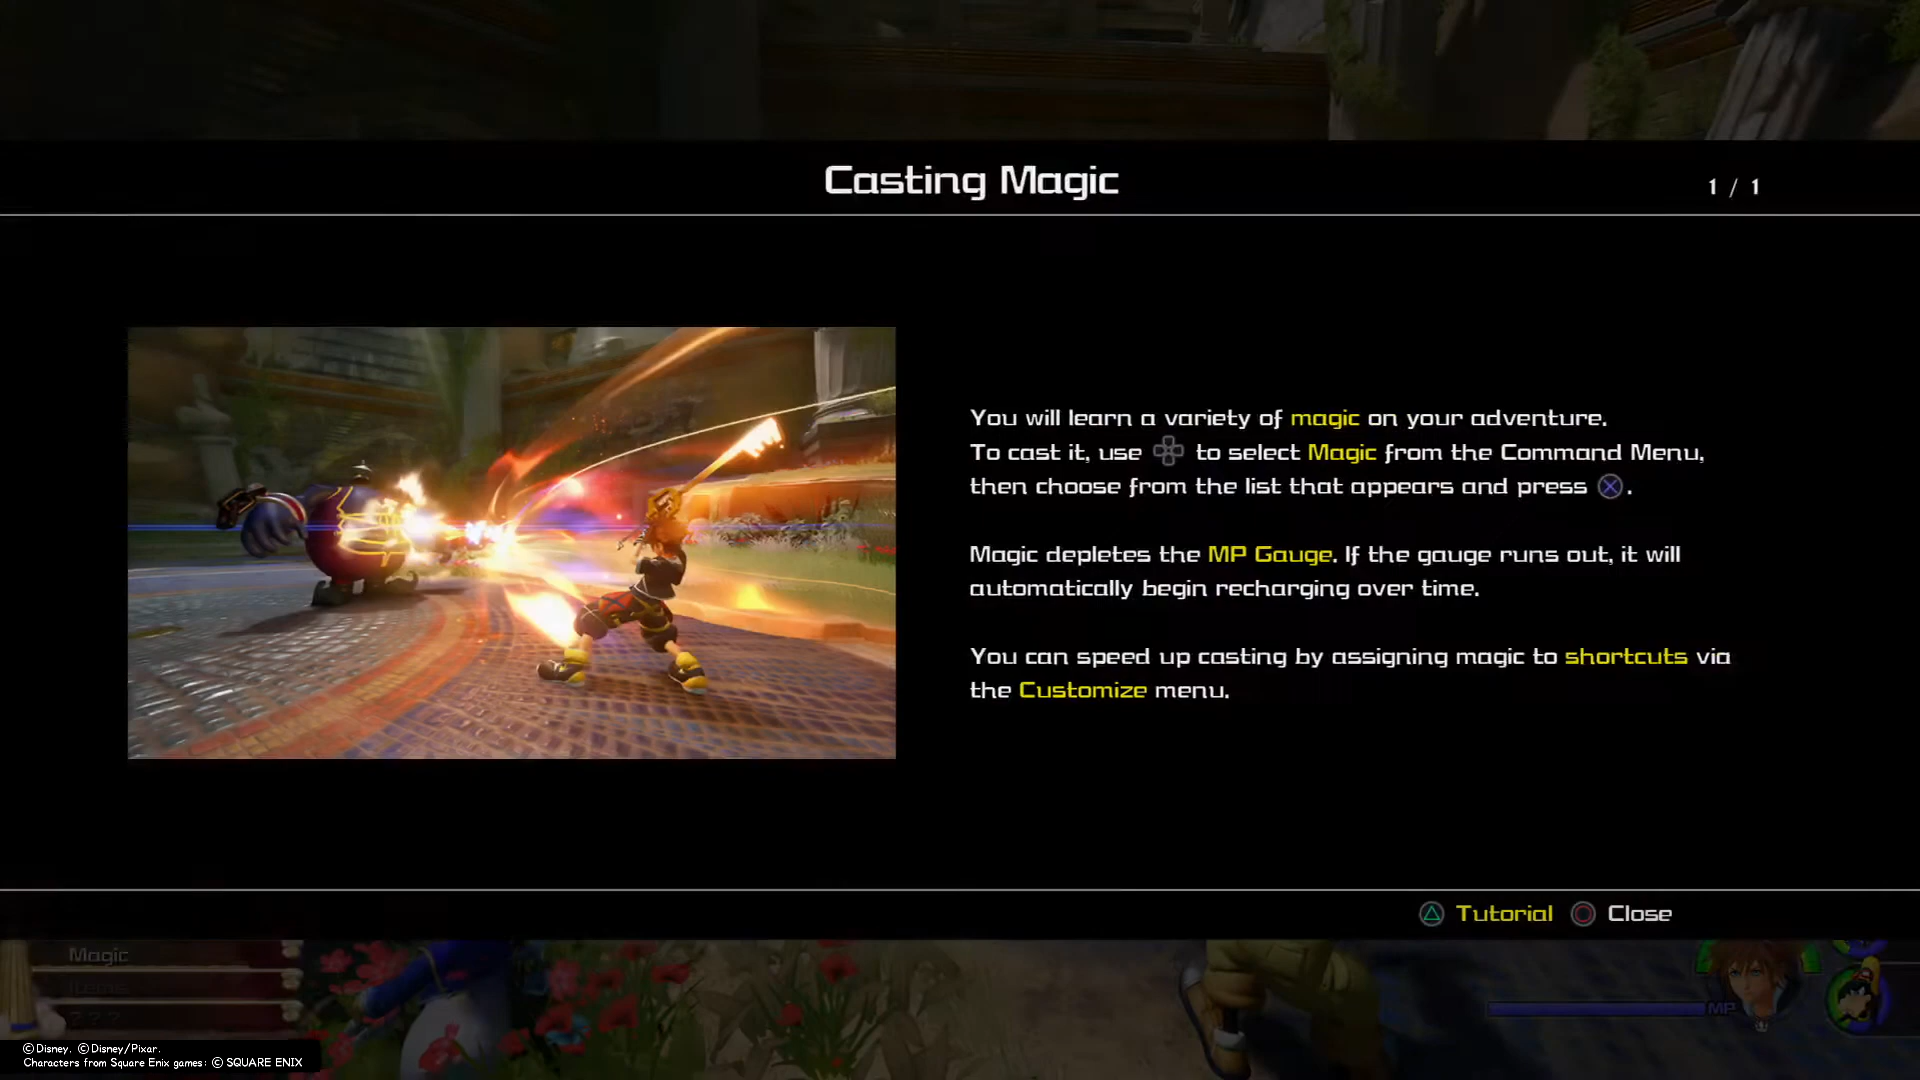 Casting Magic
1 / 1
You will learn a variety of magic on your adventure.
To cast it, use to select Magic from the Command Menu,
then choose from the list that appears and press .
Magic depletes the MP Gauge. If the gauge runs out, it will
automatically begin recharging over time.
You can speed up casting by assigning magic to shortcuts via
the Customize menu.
Tutorial Close
Magic
Items
? ? ?
MP
©Disney. ©Disney/Pixar.
Characters from Square Enix games: © SQUARE ENIX